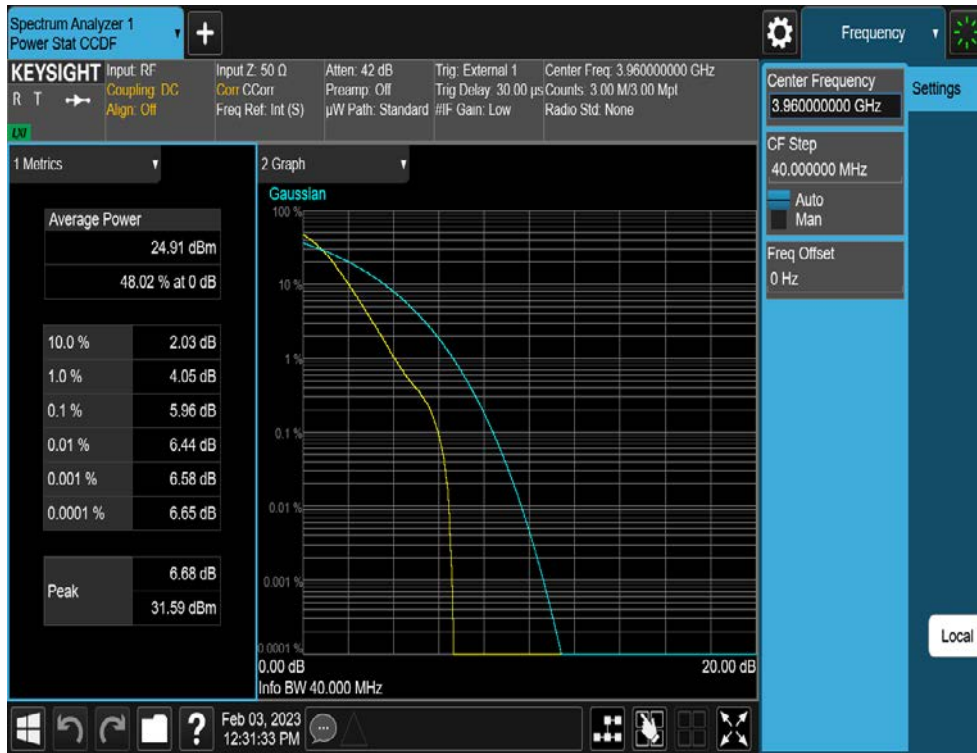 Spectrum Analyzer 1
Power Stat CCDF
+
Frequency
KEYSIGHT
R T
LXI
Input: RF
Coupling: DC
Align: Off
Input Z: 50 Ω
Corr CCorr
Freq Ref: Int (S)
Atten: 42 dB
Preamp: Off
µW Path: Standard
Trig: External 1
Trig Delay: 30.00 µs
#IF Gain: Low
Center Freq: 3.960000000 GHz
Counts: 3.00 M/3.00 Mpt
Radio Std: None
Center Frequency
3.960000000 GHz
Settings
CF Step
40.000000 MHz
Auto
Man
Freq Offset
0 Hz
Local
1 Metrics
Average Power
24.91 dBm
48.02 % at 0 dB
10.0 % 2.03 dB
1.0 % 4.05 dB
0.1 % 5.96 dB
0.01 % 6.44 dB
0.001 % 6.58 dB
0.0001 % 6.65 dB
Peak
6.68 dB
31.59 dBm
2 Graph
Gaussian
100 %
10 %
1 %
0.1 %
0.01 %
0.001 %
0.0001 %
0.00 dB 20.00 dB
Info BW 40.000 MHz
?
Feb 03, 2023
12:31:33 PM